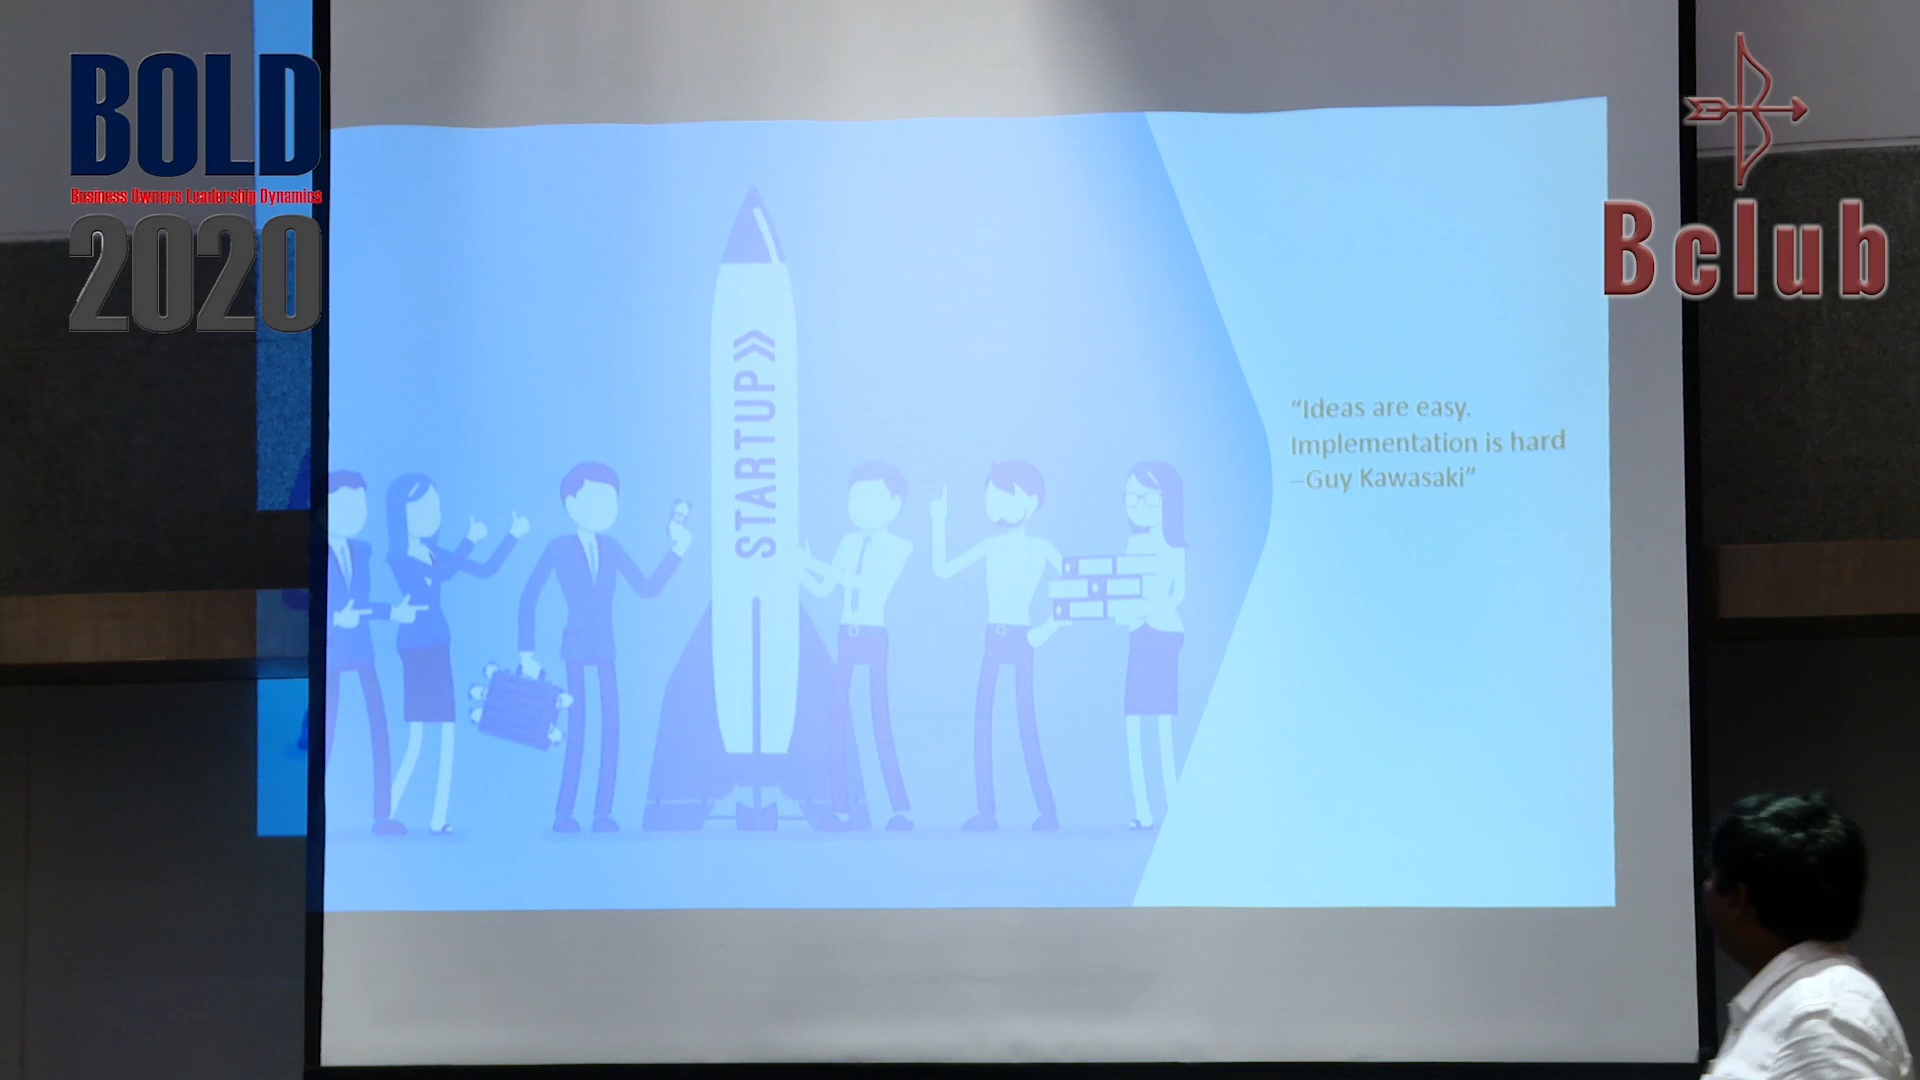 BOLD
Business Owners Leadership Dynamics
2020
Bclub
STARTUP»
“Ideas are easy.
Implementation is hard
–Guy Kawasaki”